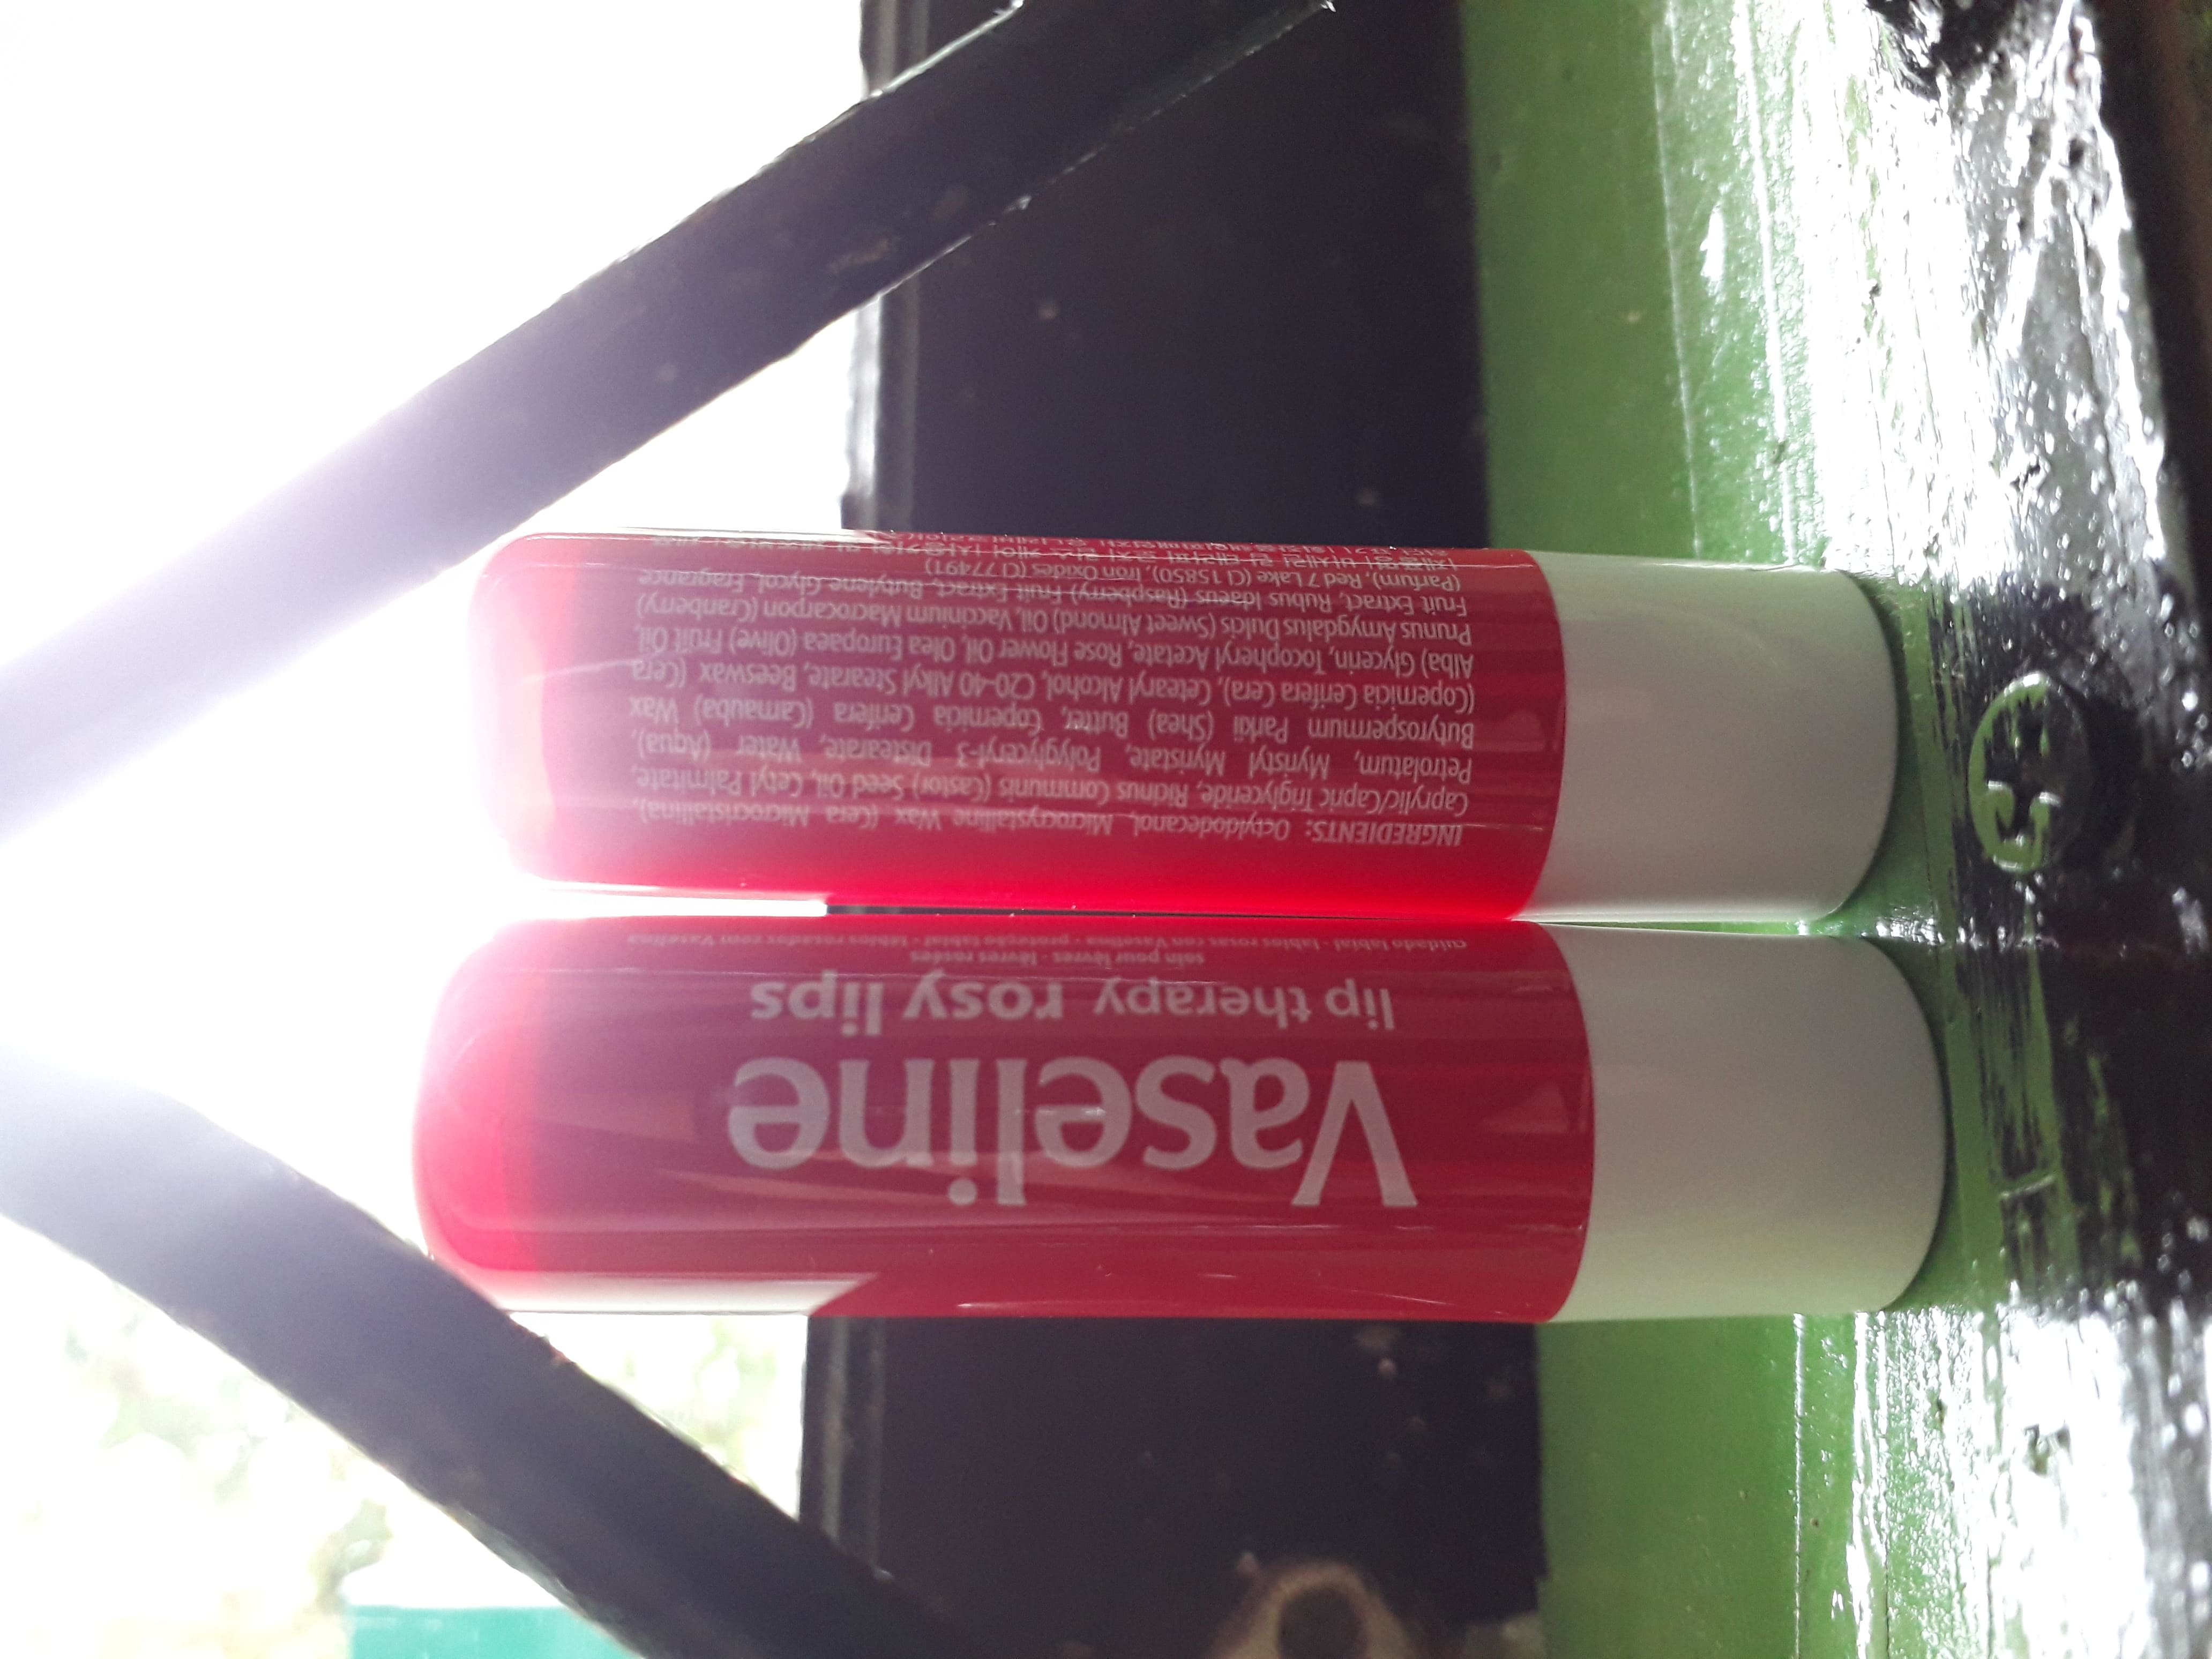 Vaseline
lip therapy rosy lips
soin pour lèvres - lèvres rosées
cuidado labial - labios rosas con Vaselina - proteção labial - lábios rosados com Vaselina
INGREDIENTS: Octyldodecanol, Microcrystalline Wax (Cera Microcristallina),
Caprylic/Capric Triglyceride, Ricinus Communis (Castor) Seed Oil, Cetyl Palmitate,
Petrolatum, Myristyl Myristate, Polyglyceryl-3 Distearate, Water (Aqua),
Butyrospermum Parkii (Shea) Butter, Copernicia Cerifera (Carnauba) Wax
(Copernicia Cerifera Cera), Cetearyl Alcohol, C20-40 Alkyl Stearate, Beeswax (Cera
Alba) Glycerin, Tocopheryl Acetate, Rose Flower Oil, Olea Europaea (Olive) Fruit Oil,
Prunus Amygdalus Dulcis (Sweet Almond) Oil, Vaccinium Macrocarpon (Cranberry)
Fruit Extract, Rubus Idaeus (Raspberry) Fruit Extract, Butylene Glycol, Fragrance
(Parfum), Red 7 Lake (CI 15850), Iron Oxides (CI 77491)